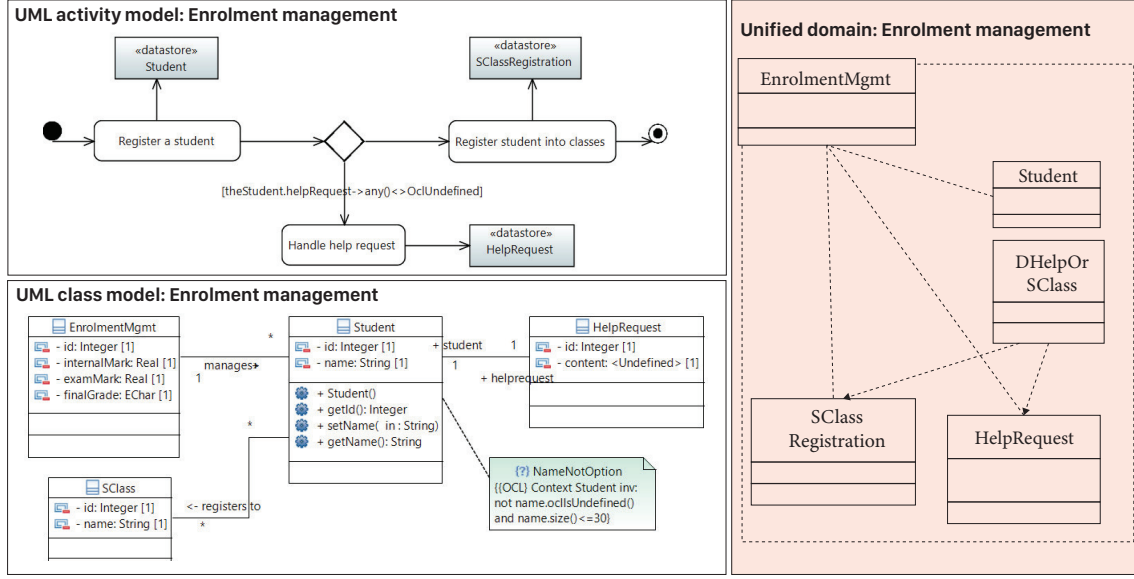 UML activity model: Enrolment management
«datastore»
Student
«datastore»
SClassRegistration
Register a student
Register student into classes
[theStudent.helpRequest->any()<>OclUndefined]
Handle help request
«datastore»
HelpRequest
UML class model: Enrolment management
EnrolmentMgmt
- id: Integer [1]
- internalMark: Real [1]
- examMark: Real [1]
- finalGrade: EChar [1]
*
manages
1
Student
- id: Integer [1]
- name: String [1]
+ Student()
+ getId(): Integer
+ setName( in : String)
+ getName(): String
+ student
1
1
+ helprequest
HelpRequest
- id: Integer [1]
- content: <Undefined> [1]
*
SClass
- id: Integer [1]
- name: String [1]
<- registers to
*
{?} NameNotOption
{{OCL} Context Student inv:
not name.oclIsUndefined()
and name.size()<=30}
Unified domain: Enrolment management
EnrolmentMgmt
Student
DHelpOr
SClass
SClass
Registration
HelpRequest